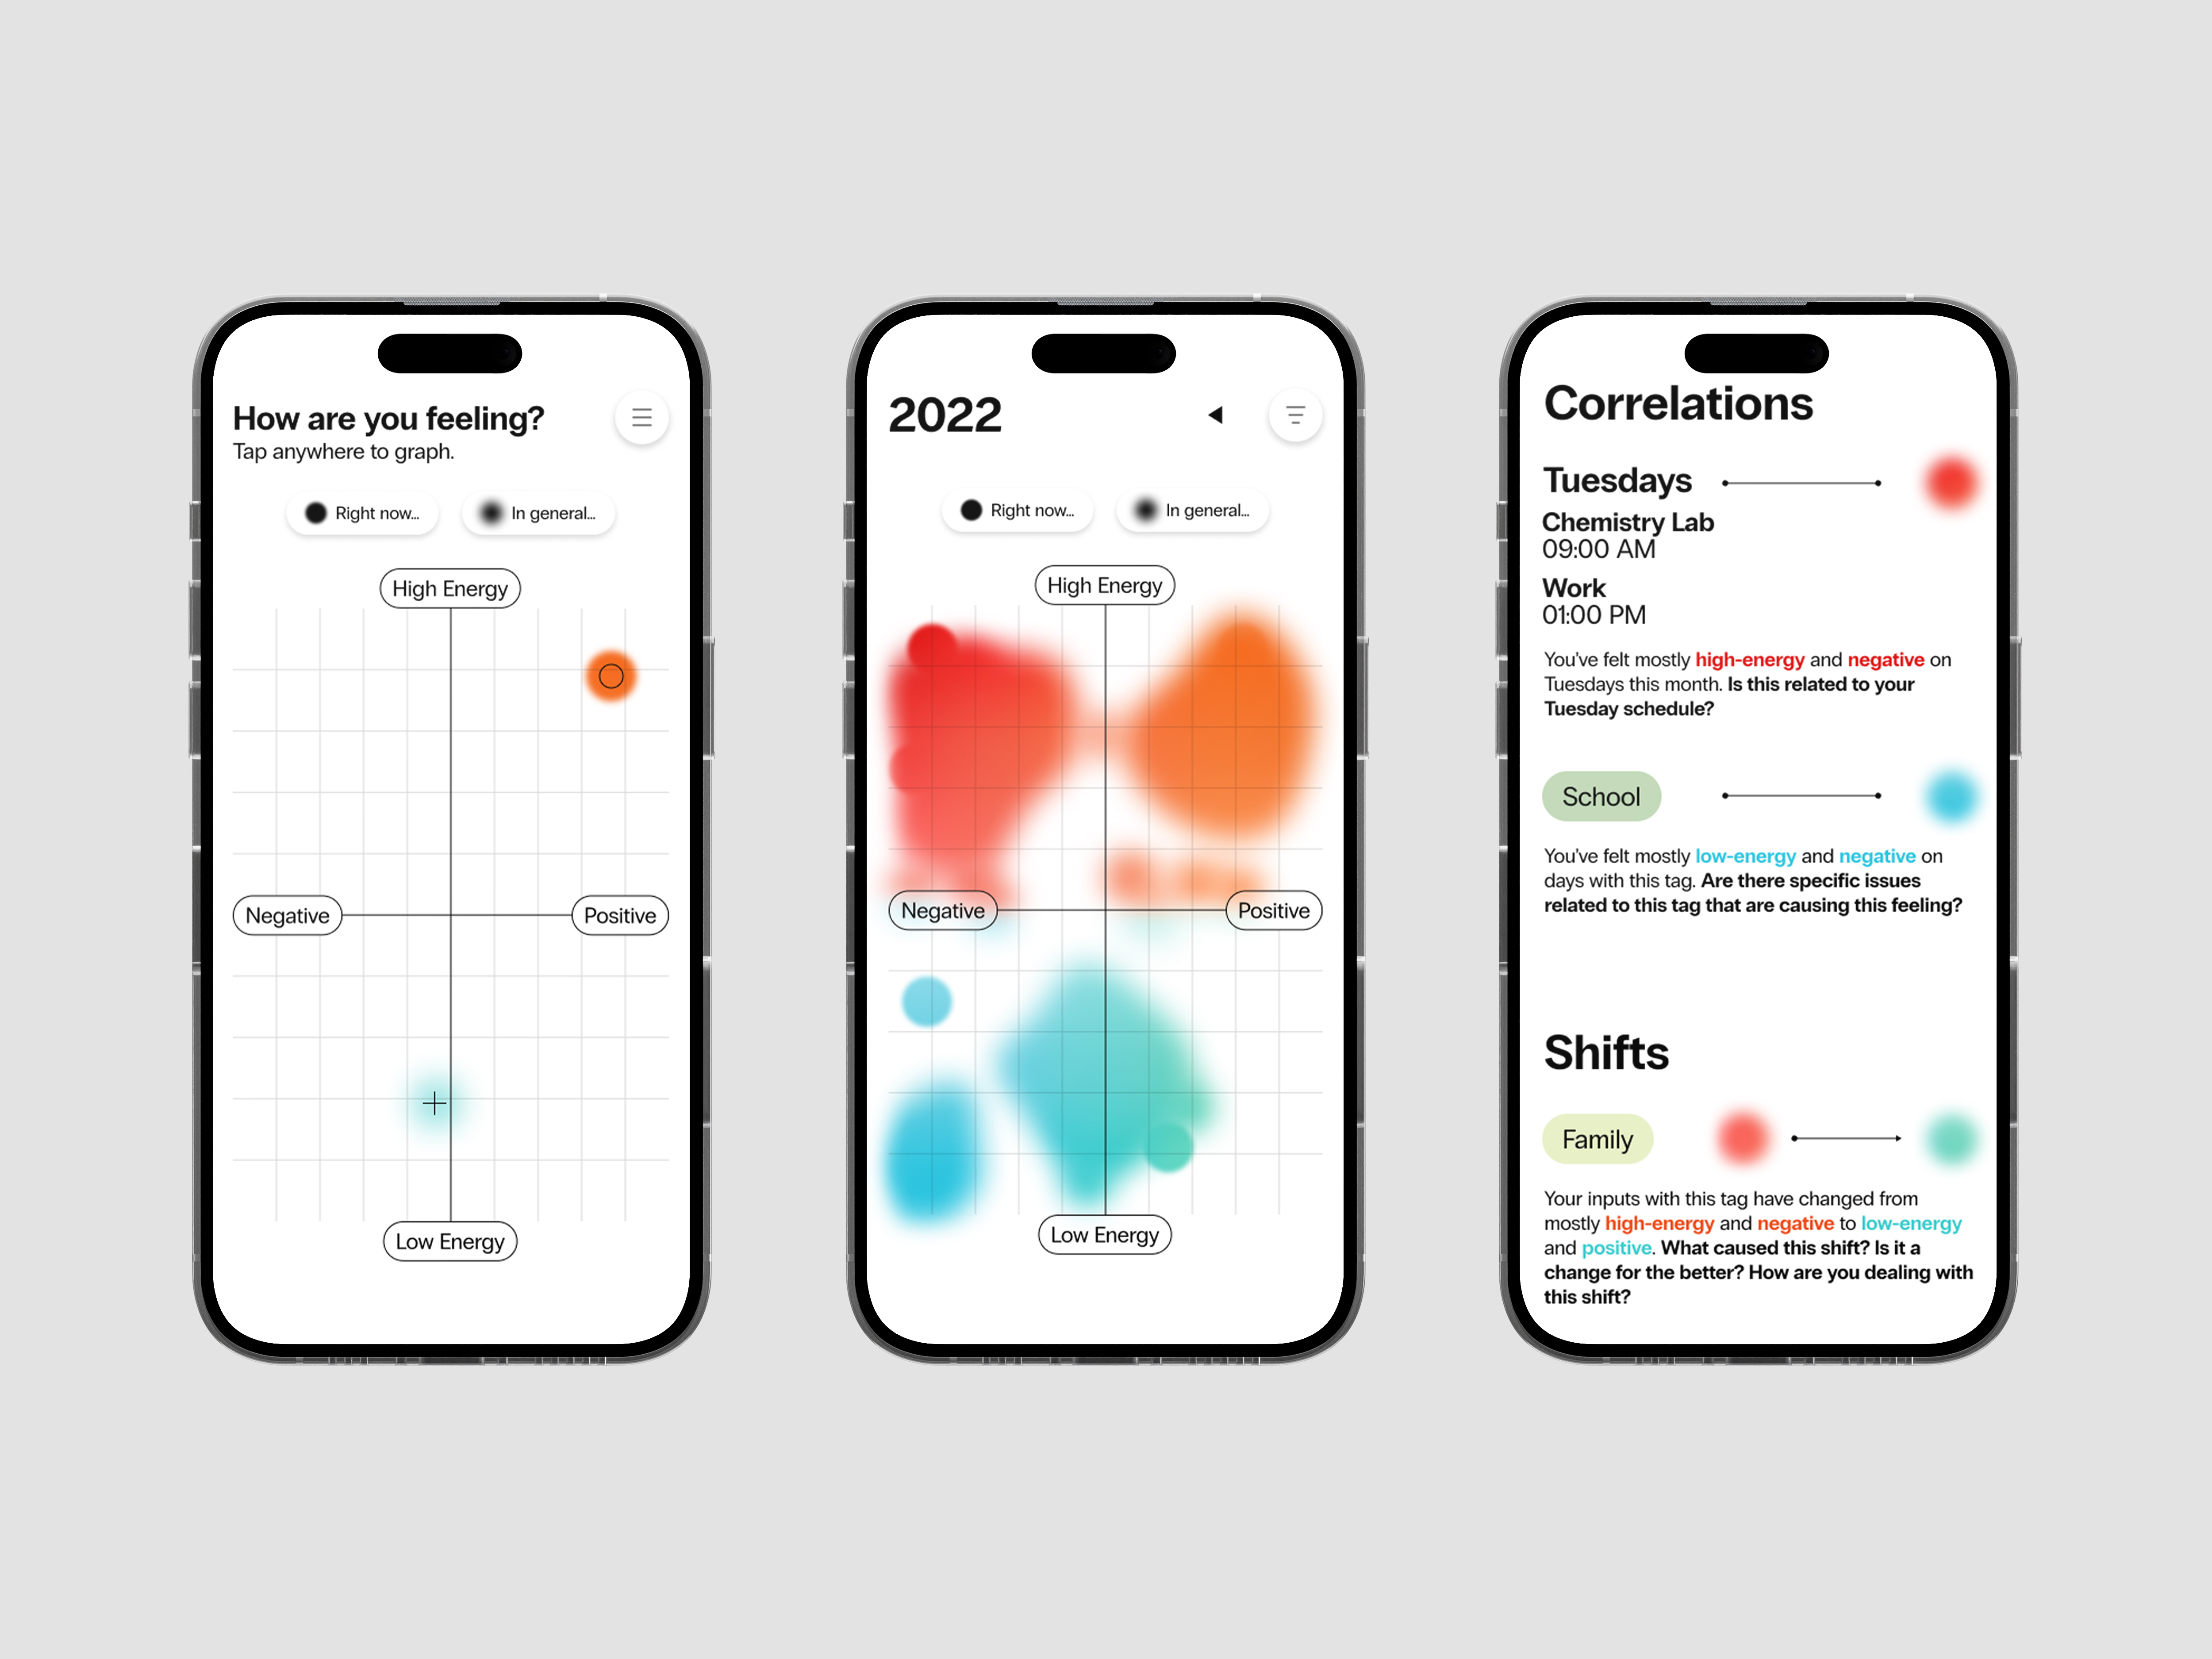 How are you feeling?
Tap anywhere to graph.
Right now...
In general...
High Energy
Negative
Positive
Low Energy
2022
Right now...
In general...
High Energy
Negative
Positive
Low Energy
Correlations
Tuesdays
Chemistry Lab
09:00 AM
Work
01:00 PM
You've felt mostly high-energy and negative on
Tuesdays this month. Is this related to your
Tuesday schedule?
School
You've felt mostly low-energy and negative on
days with this tag. Are there specific issues
related to this tag that are causing this feeling?
Shifts
Family
Your inputs with this tag have changed from
mostly high-energy and negative to low-energy
and positive. What caused this shift? Is it a
change for the better? How are you dealing with
this shift?